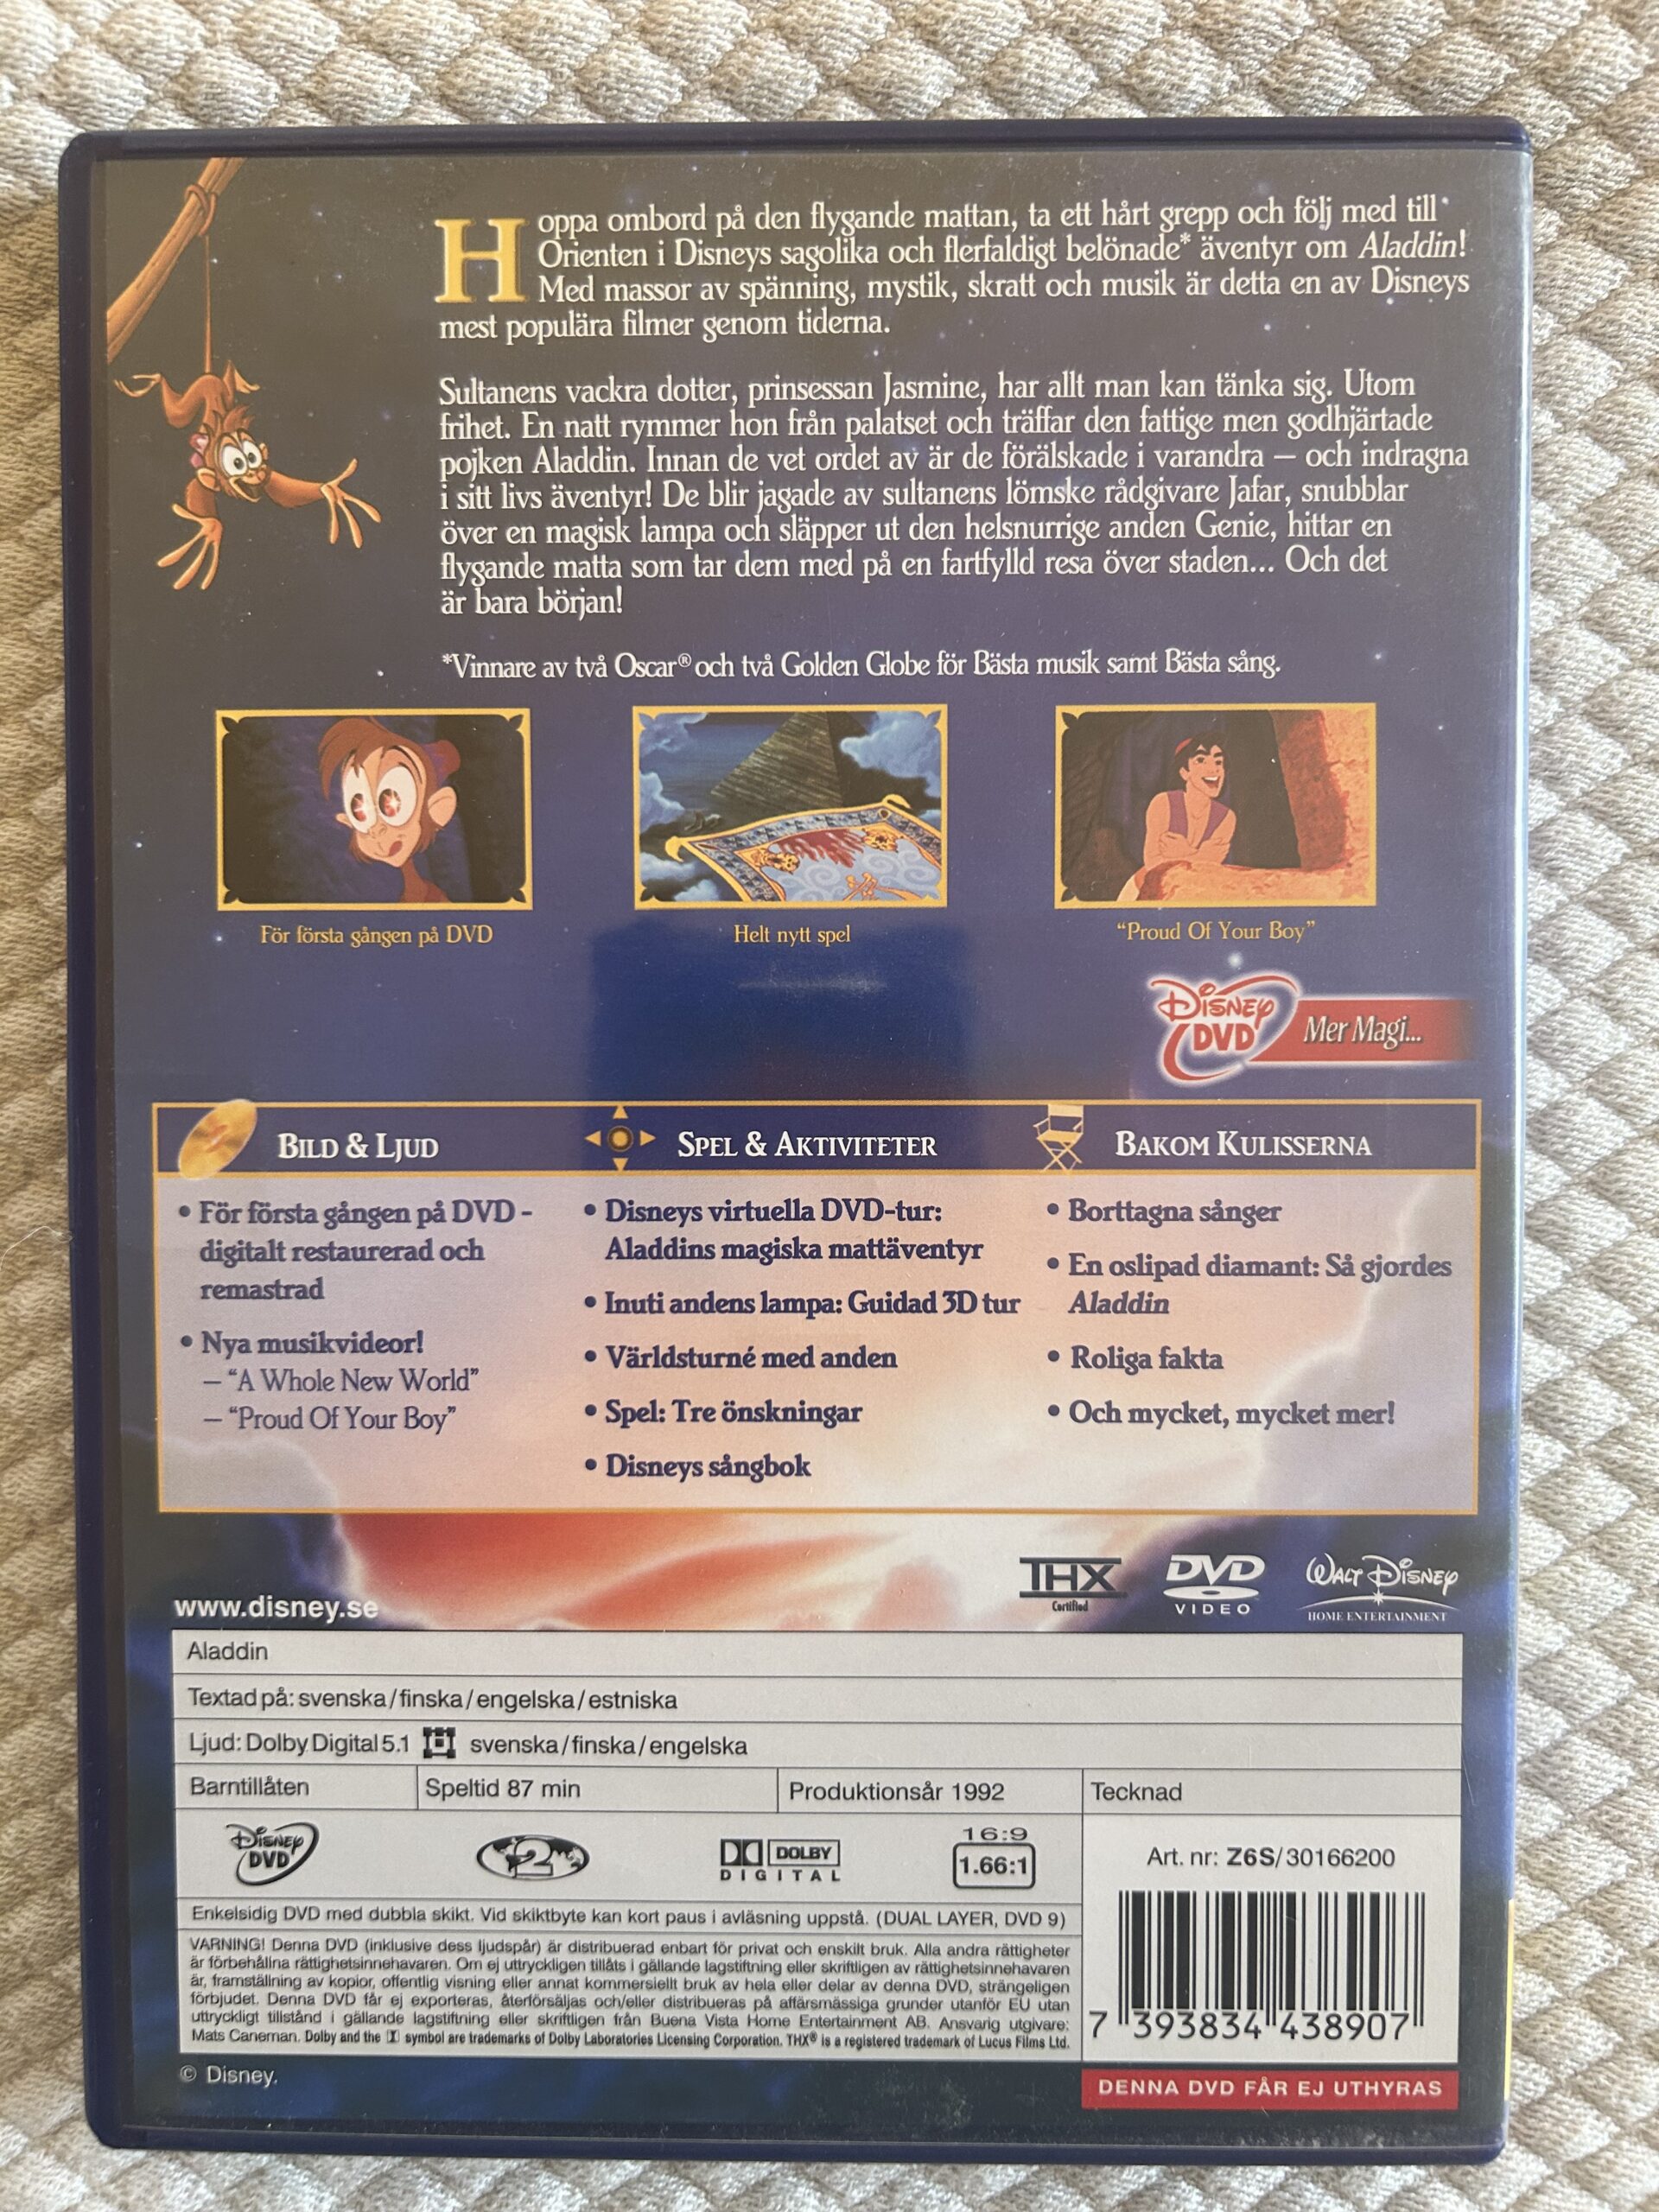 Hoppa ombord på den flygande mattan, ta ett hårt grepp och följ med till
Orienten i Disneys sagolika och flerfaldigt belönade* äventyr om Aladdin!
Med massor av spänning, mystik, skratt och musik är detta en av Disneys
mest populära filmer genom tiderna.
Sultanens vackra dotter, prinsessan Jasmine, har allt man kan tänka sig. Utom
frihet. En natt rymmer hon från palatset och träffar den fattige men godhjärtade
pojken Aladdin. Innan de vet ordet av är de förälskade i varandra – och indragna
i sitt livs äventyr! De blir jagade av sultanens lömske rådgivare Jafar, snubblar
över en magisk lampa och släpper ut den helsnurrige anden Genie, hittar en
flygande matta som tar dem med på en fartfylld resa över staden... Och det
är bara början!
*Vinnare av två Oscar® och två Golden Globe för Bästa musik samt Bästa sång.
För första gången på DVD
Helt nytt spel
“Proud Of Your Boy”
Disney
DVD
Mer Magi...
Bild & Ljud
• För första gången på DVD -
digitalt restaurerad och
remastrad
• Nya musikvideor!
– “A Whole New World”
– “Proud Of Your Boy”
Spel & Aktiviteter
• Disneys virtuella DVD-tur:
Aladdins magiska mattäventyr
• Inuti andens lampa: Guidad 3D tur
• Världsturné med anden
• Spel: Tre önskningar
• Disneys sångbok
Bakom Kulisserna
• Borttagna sånger
• En oslipad diamant: Så gjordes
Aladdin
• Roliga fakta
• Och mycket, mycket mer!
www.disney.se
THX
Certified
DVD
VIDEO
Walt Disney
HOME ENTERTAINMENT
Aladdin
Textad på: svenska/finska/engelska/estniska
Ljud: Dolby Digital 5.1 svenska/finska/engelska
Barntillåten
Speltid 87 min
Produktionsår 1992
Tecknad
Disney
DVD
2
DOLBY
DIGITAL
16:9
1.66:1
Art. nr: Z6S/30166200
Enkelsidig DVD med dubbla skikt. Vid skiktbyte kan kort paus i avläsning uppstå. (DUAL LAYER, DVD 9)
VARNING! Denna DVD (inklusive dess ljudspår) är distribuerad enbart för privat och enskilt bruk. Alla andra rättigheter
är förbehållna rättighetsinnehavaren. Om ej uttryckligen tillåts i gällande lagstiftning eller skriftligen av rättighetsinnehavaren
är, framställning av kopior, offentlig visning eller annat kommersiellt bruk av hela eller delar av denna DVD, strängeligen
förbjudet. Denna DVD får ej exporteras, återförsäljas och/eller distribueras på affärsmässiga grunder utanför EU utan
uttryckligt tillstånd i gällande lagstiftning eller skriftligen från Buena Vista Home Entertainment AB. Ansvarig utgivare:
Mats Caneman. Dolby and the symbol are trademarks of Dolby Laboratories Licensing Corporation. THX® is a registered trademark of Lucus Films Ltd.
7 393834 438907
© Disney.
DENNA DVD FÅR EJ UTHYRAS